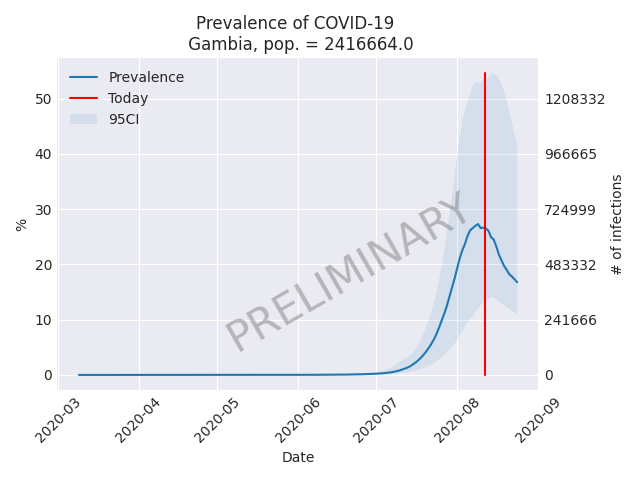 Prevalence of COVID-19
Gambia, pop. = 2416664.0
Prevalence
Today
95CI
%
50
40
30
20
10
0
1208332
966665
724999
483332
241666
0
# of infections
PRELIMINARY
2020-03
2020-04
2020-05
2020-06
2020-07
2020-08
2020-09
Date